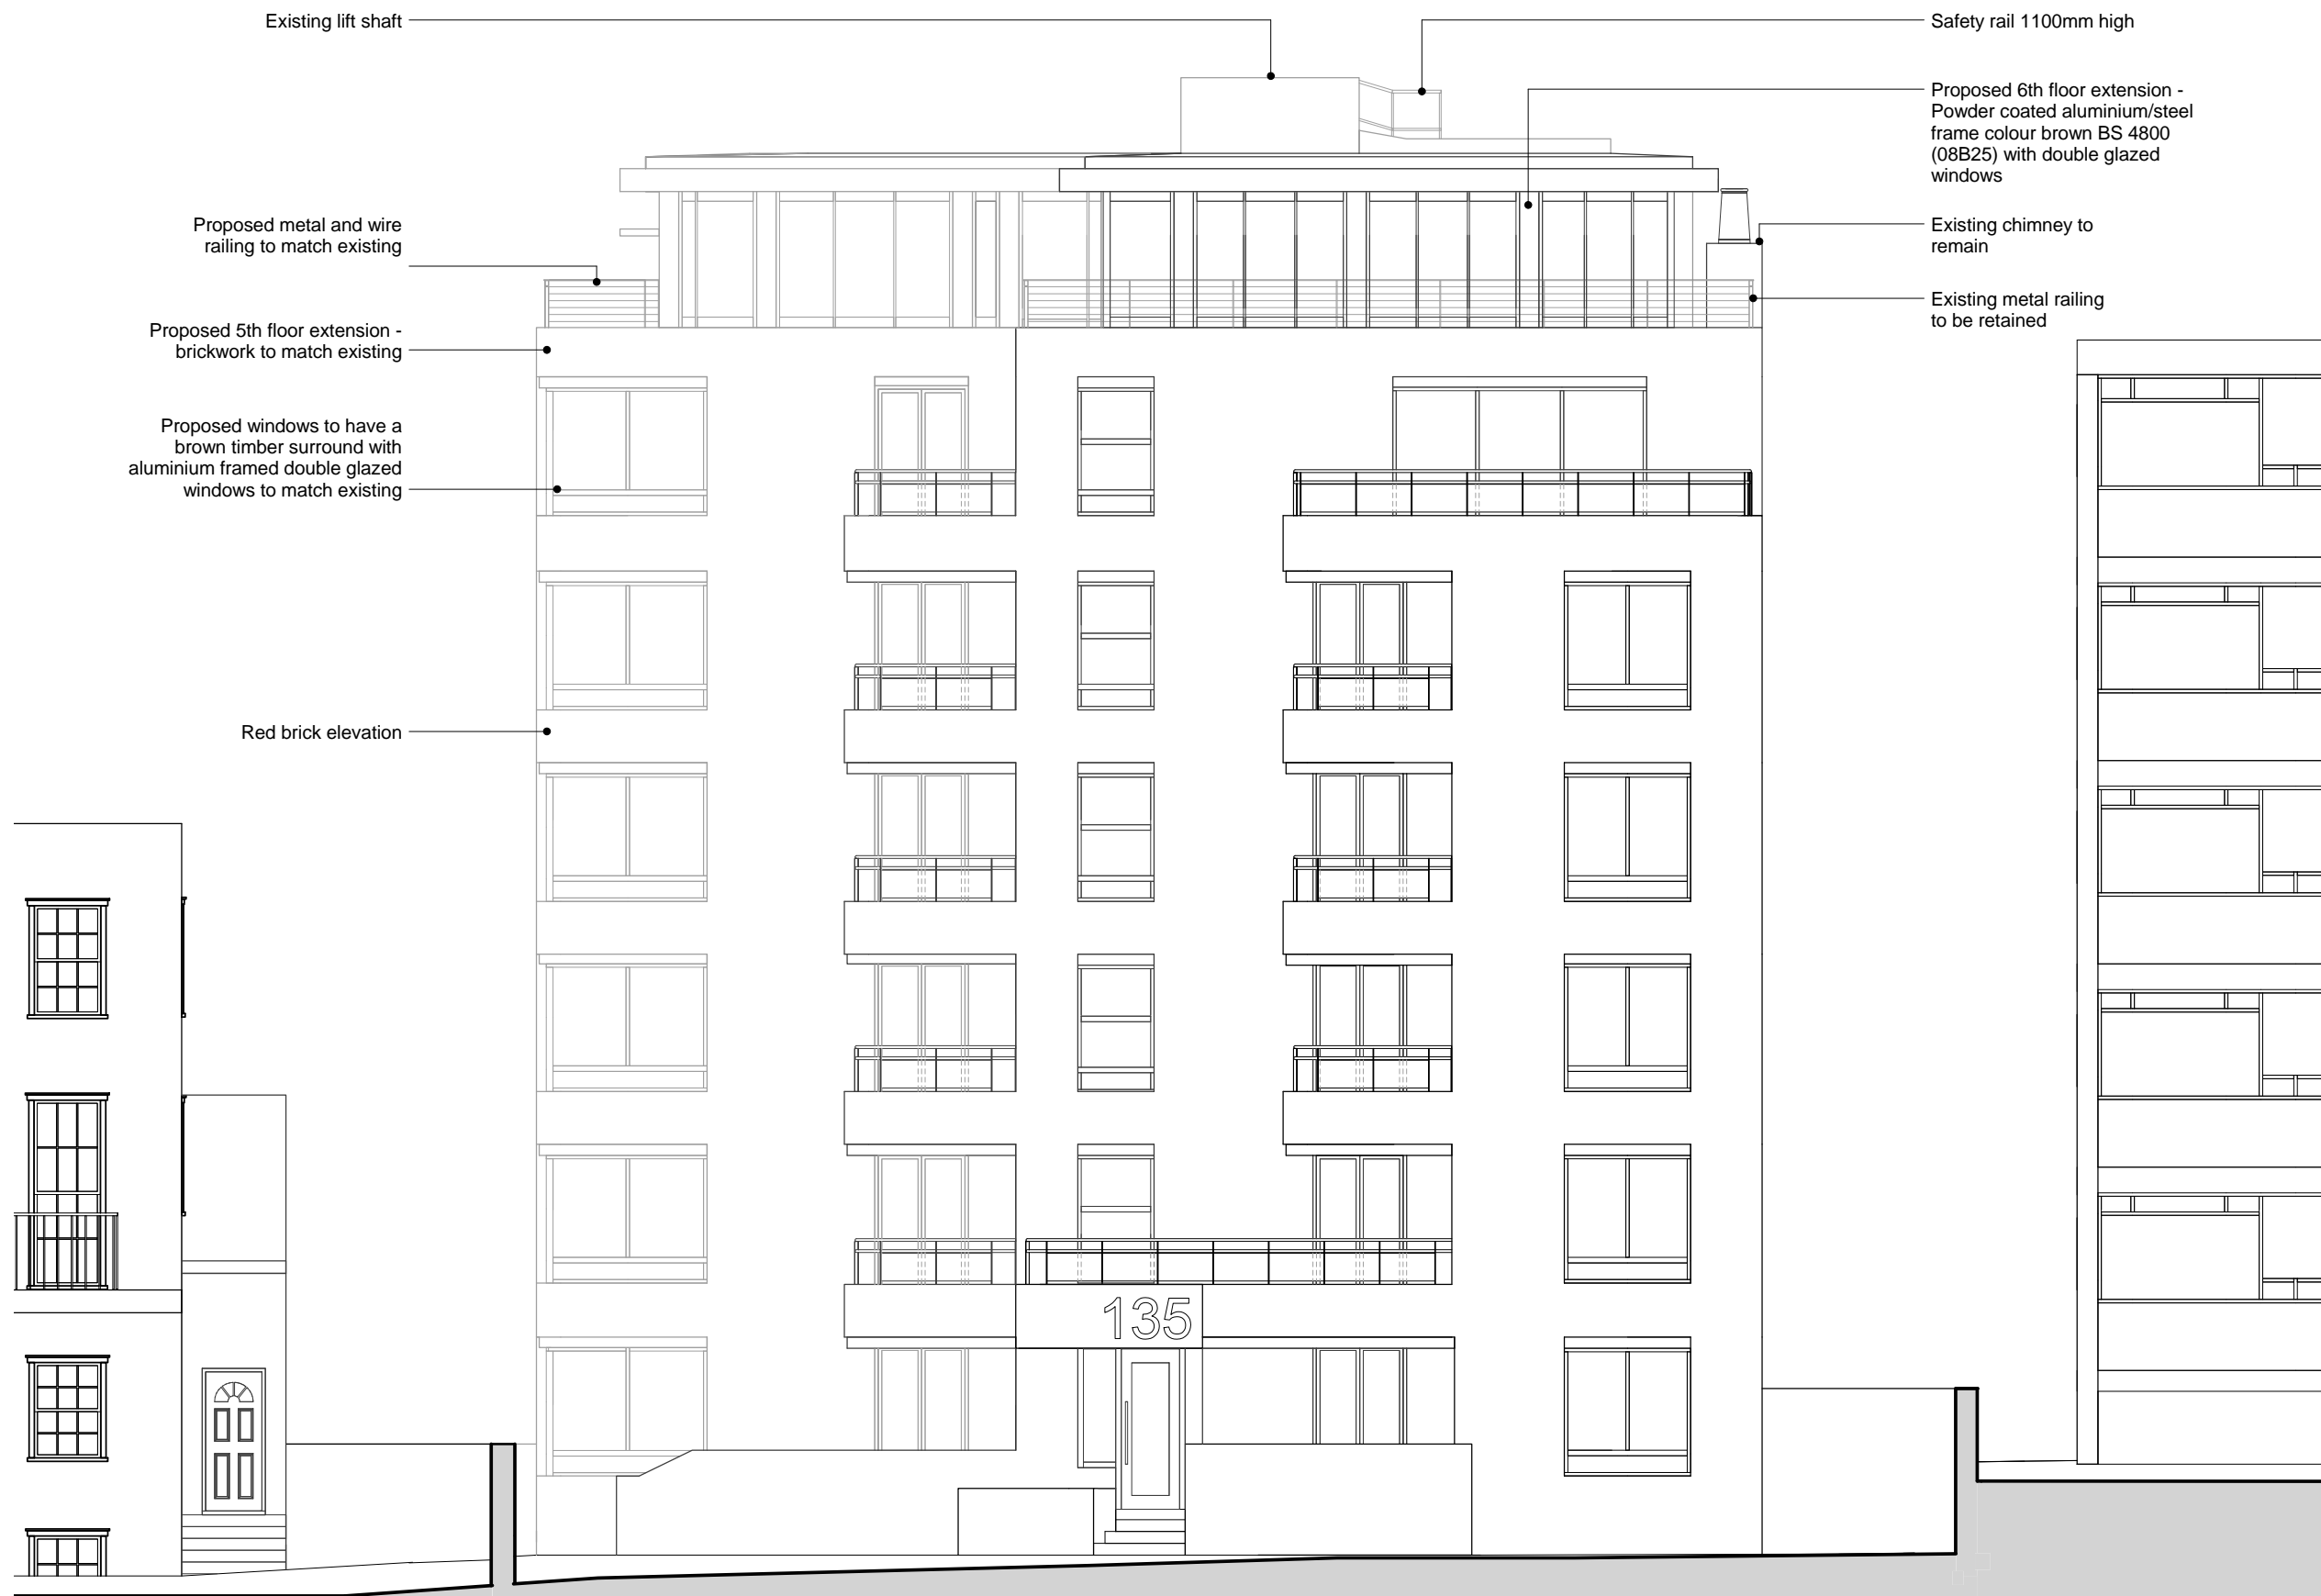 Existing lift shaft
Safety rail 1100mm high
Proposed 6th floor extension -
Powder coated aluminium/steel
frame colour brown BS 4800
(08B25) with double glazed
windows
Proposed metal and wire
railing to match existing
Existing chimney to
remain
Existing metal railing
to be retained
Proposed 5th floor extension -
brickwork to match existing
Proposed windows to have a
brown timber surround with
aluminium framed double glazed
windows to match existing
Red brick elevation
135